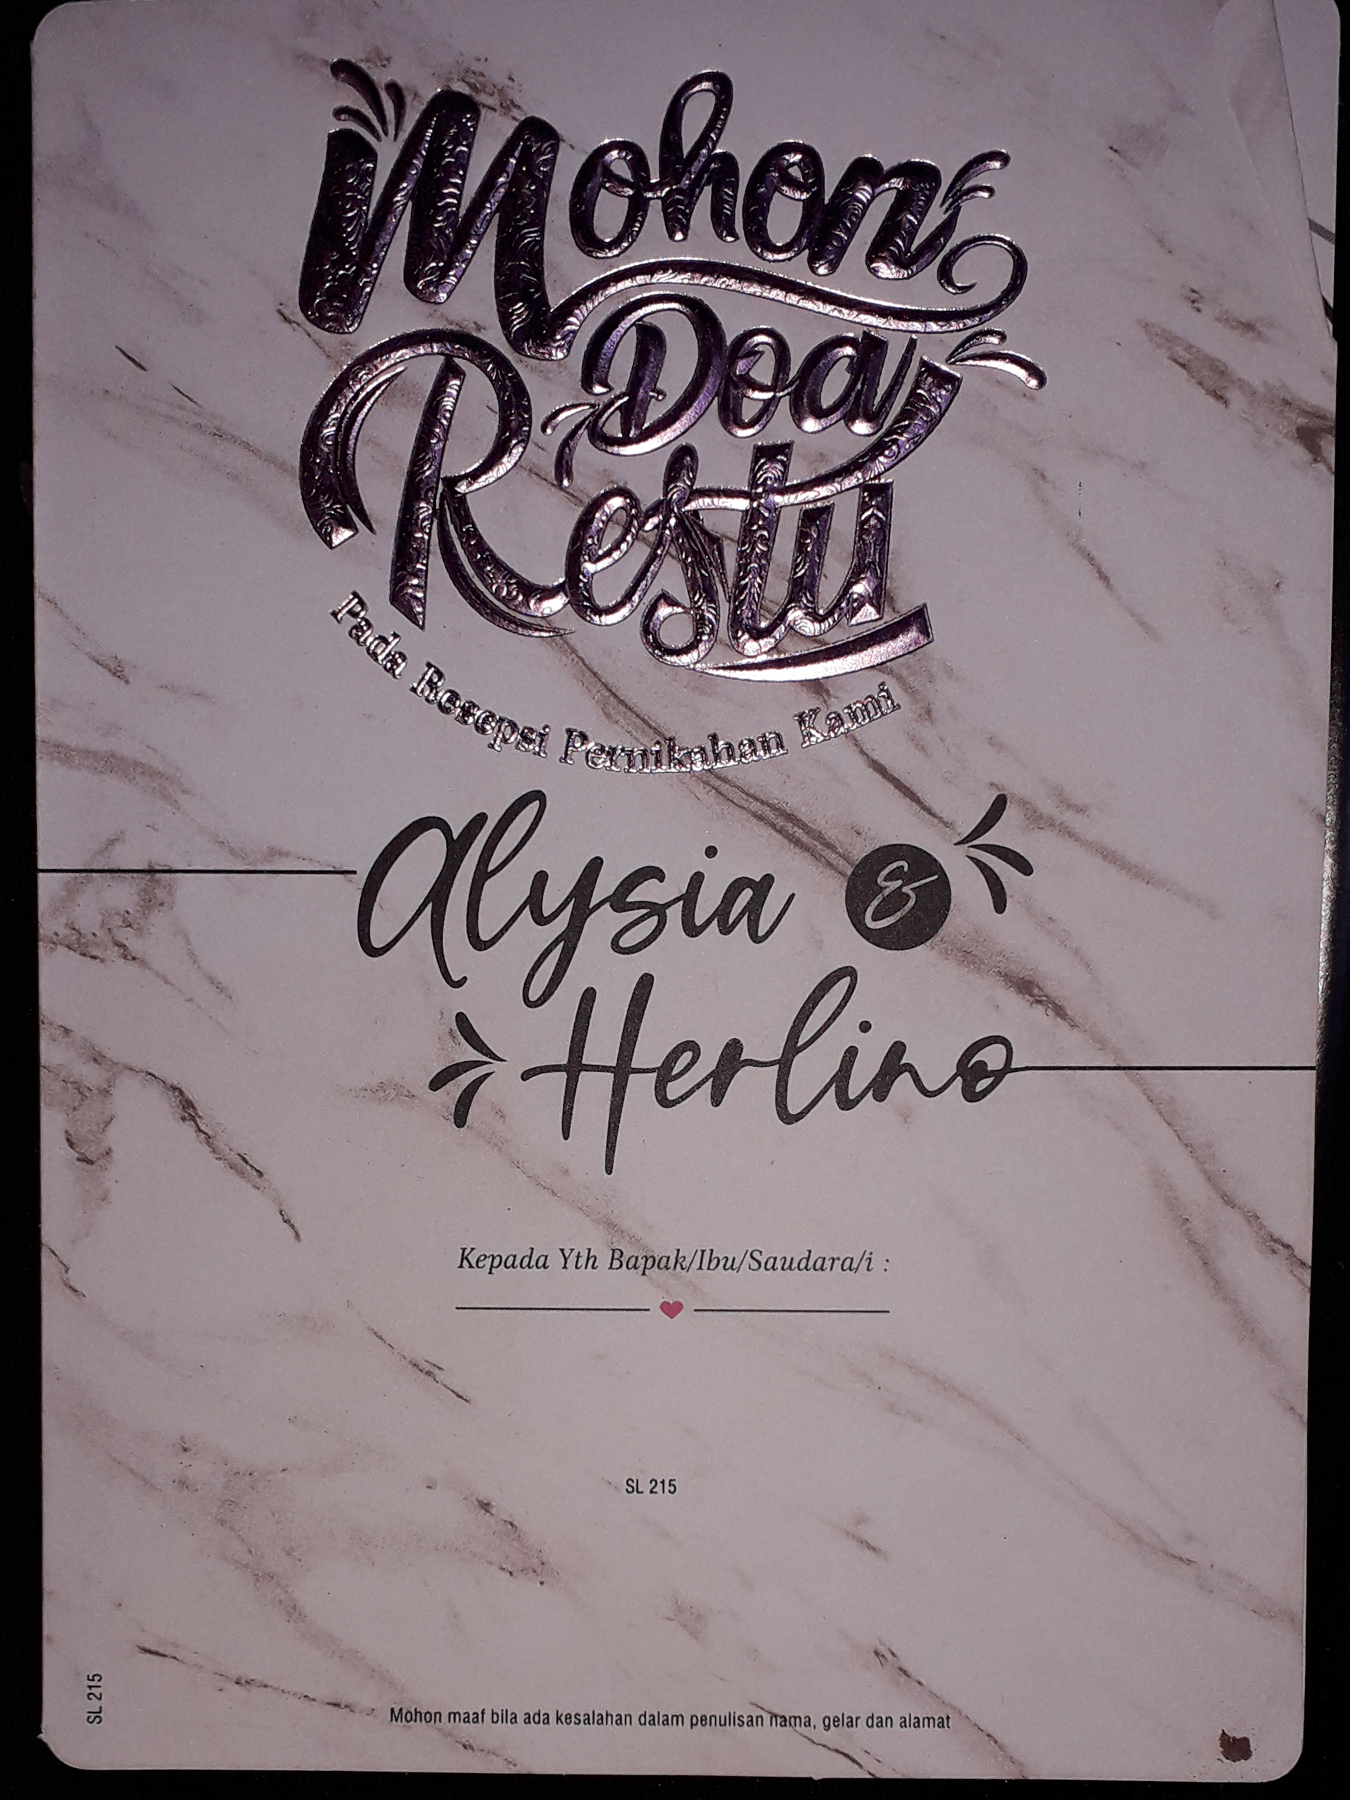 Mohon
Doa
Restu
Pada Resepsi Pernikahan Kami
Alysia &
Herlino
Kepada Yth Bapak/Ibu/Saudara/i :
SL 215
SL 215
Mohon maaf bila ada kesalahan dalam penulisan nama, gelar dan alamat